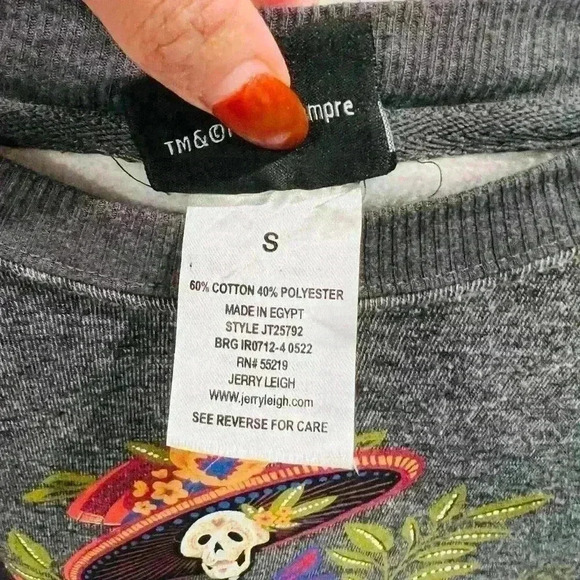 TM&©
S
60% COTTON 40% POLYESTER
MADE IN EGYPT
STYLE JT25792
BRG IR0712-4 0522
RN# 55219
JERRY LEIGH
www.jerryleigh.com
SEE REVERSE FOR CARE